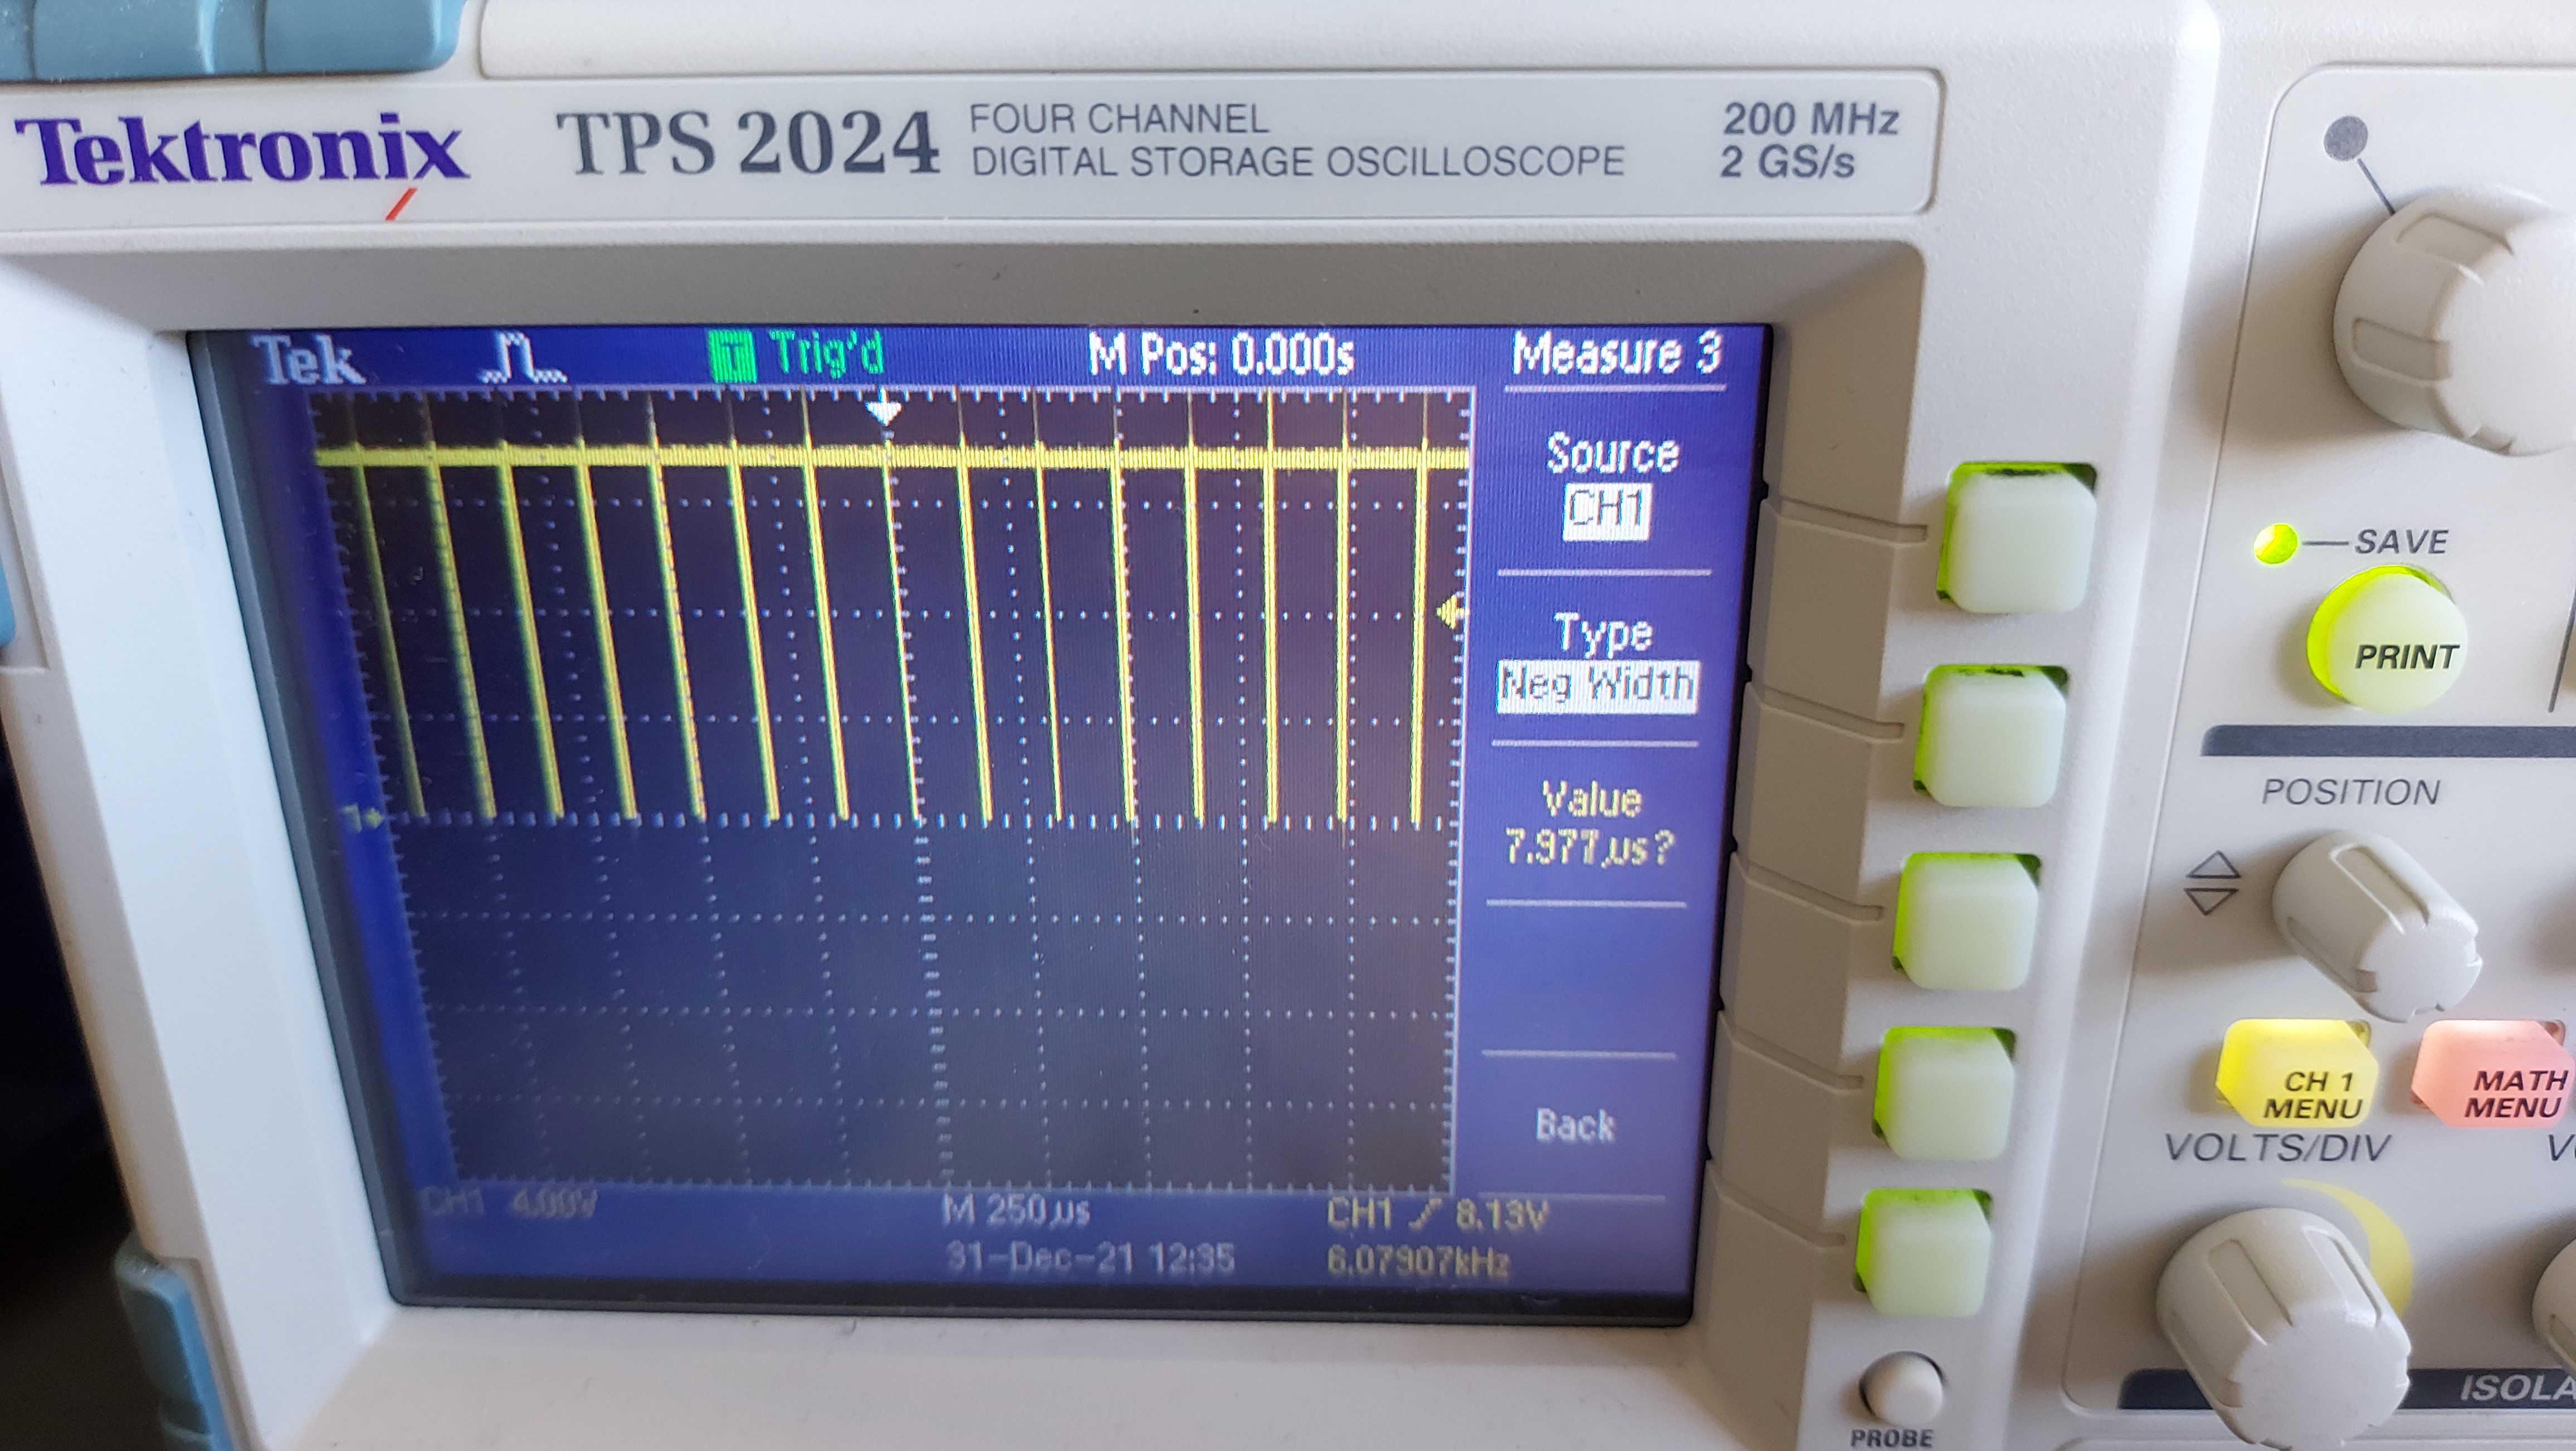 Tektronix TPS 2024 FOUR CHANNEL 200 MHz
DIGITAL STORAGE OSCILLOSCOPE 2 GS/s
Tek T Trig'd M Pos: 0.000s Measure 3
Source
CH1
Type
Neg Width
Value
7.977µs?
Back
1
CH1 4.00V M 250µs CH1 8.13V
31-Dec-21 12:35 6.07907kHz
SAVE
PRINT
POSITION
CH 1
MENU
MATH
MENU
VOLTS/DIV
V
ISOLA
PROBE